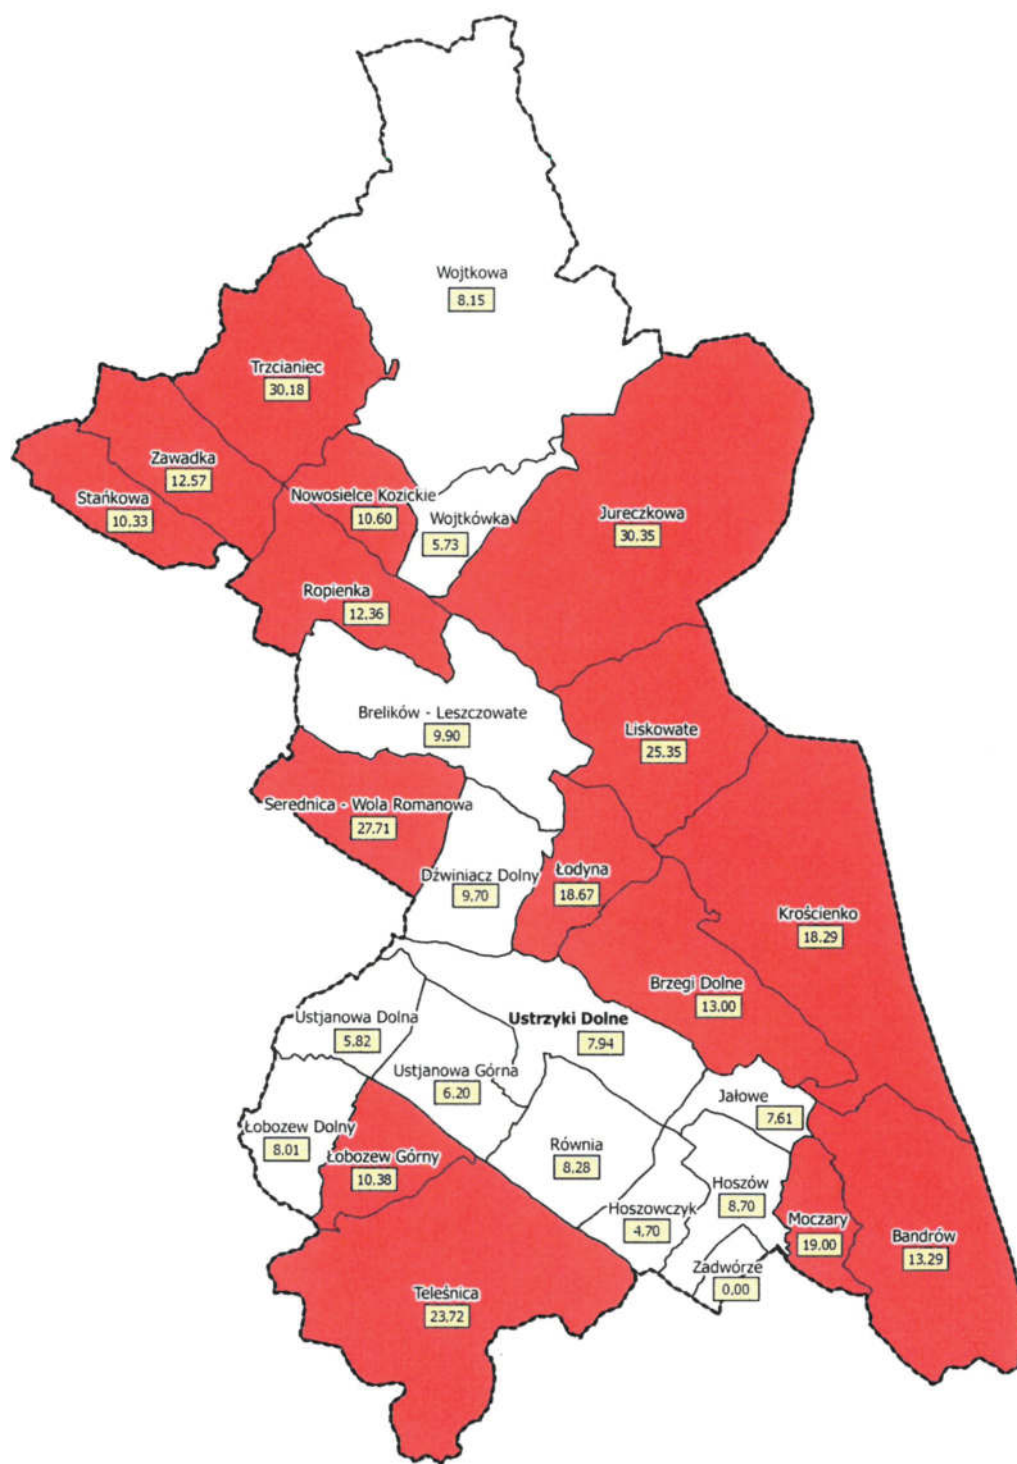 Wojtkowa
8.15
Trzcianiec
30.18
Zawadka
12.57
Stańkowa
10.33
Nowosielce Kozickie
10.60
Wojtkówka
5.73
Jureczkowa
30.35
Ropienka
12.36
Brelików - Leszczowate
9.90
Liskowate
25.35
Serednica - Wola Romanowa
27.71
Dźwiniacz Dolny
9.70
Łodyna
18.67
Krościenko
18.29
Brzegi Dolne
13.00
Ustjanowa Dolna
5.82
Ustrzyki Dolne
7.94
Ustjanowa Górna
6.20
Jałowe
7.61
Łobozew Dolny
8.01
Łobozew Górny
10.38
Równia
8.28
Hoszów
8.70
Hoszowczyk
4.70
Moczary
19.00
Bandrów
13.29
Zadwórze
0.00
Teleśnica
23.72